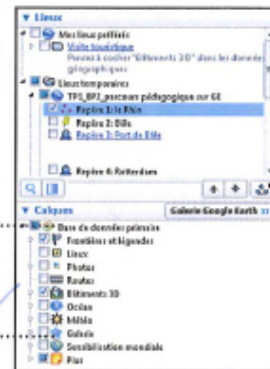 Lieux
Mes lieux préférés
Visite touristique
Pensez à cocher "Bâtiments 3D" dans les données
géographiques
Lieux temporaires
TP1_BPI_parcours pédagogique sur GE
Repère 1: le Rhin
Repère 2: Bâle
Repère 3: Port de Bâle
Repère 4: Rotterdam
Calques
Galerie Google Earth
Base de données primaire
Frontières et légendes
Lieux
Photos
Routes
Bâtiments 3D
Océan
Météo
Galerie
Sensibilisation mondiale
Plus